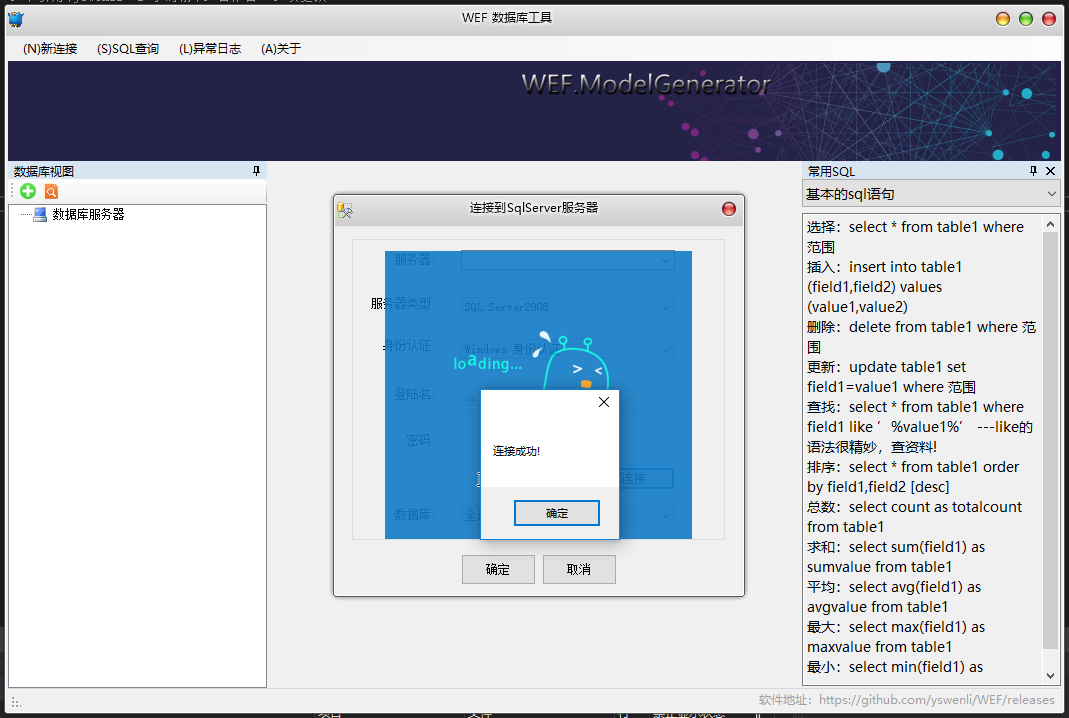 WEF 数据库工具
(N)新连接 (S)SQL查询 (L)异常日志 (A)关于
WEF.ModelGenerator
数据库视图
数据库服务器
连接到SqlServer服务器
服务器:
服务器类型:
SQL Server2008
身份认证:
Windows 身份认证
loading...
登陆名:
密码:
连接
数据库:
连接成功!
确定
确定 取消
常用SQL
基本的sql语句
选择：select * from table1 where
范围
插入：insert into table1
(field1,field2) values
(value1,value2)
删除：delete from table1 where 范
围
更新：update table1 set
field1=value1 where 范围
查找：select * from table1 where
field1 like ’%value1%’ ---like的
语法很精妙，查资料!
排序：select * from table1 order
by field1,field2 [desc]
总数：select count as totalcount
from table1
求和：select sum(field1) as
sumvalue from table1
平均：select avg(field1) as
avgvalue from table1
最大：select max(field1) as
maxvalue from table1
最小：select min(field1) as
软件地址：https://github.com/yswenli/WEF/releases